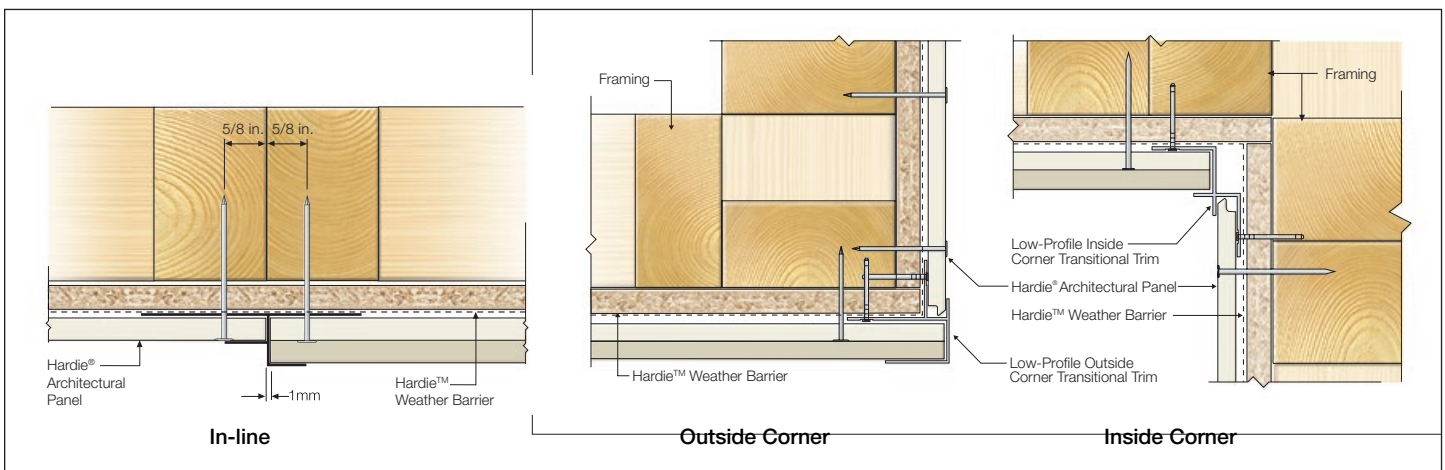 5/8 in. 5/8 in.
Hardie®
Architectural
Panel
1mm
Hardie™
Weather Barrier
In-line
Framing
Hardie™ Weather Barrier
Outside Corner
Framing
Low-Profile Inside
Corner Transitional Trim
Hardie® Architectural Panel
Hardie™ Weather Barrier
Low-Profile Outside
Corner Transitional Trim
Inside Corner